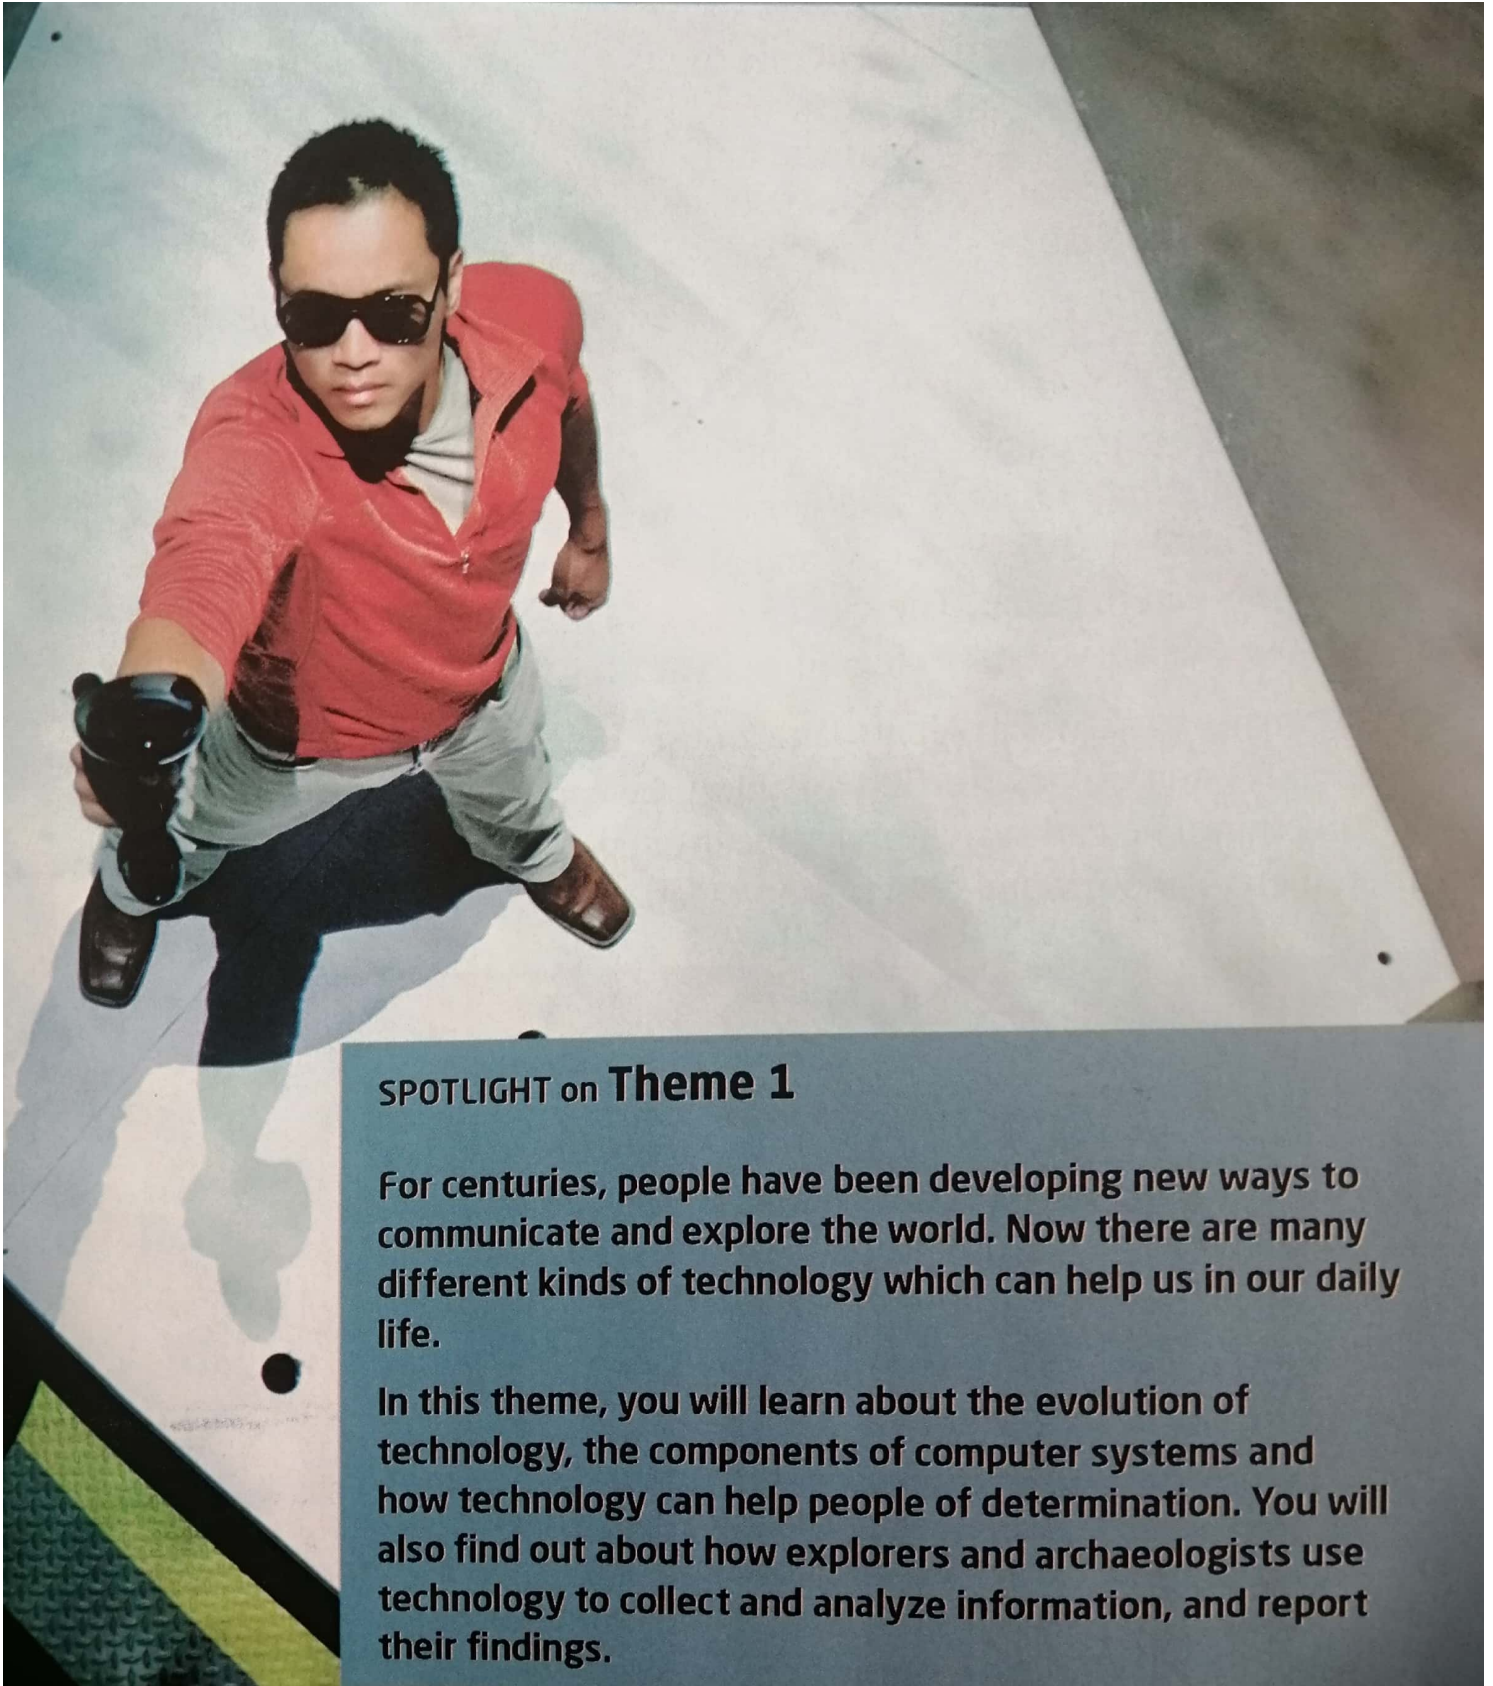 SPOTLIGHT on Theme 1
For centuries, people have been developing new ways to
communicate and explore the world. Now there are many
different kinds of technology which can help us in our daily
life.
In this theme, you will learn about the evolution of
technology, the components of computer systems and
how technology can help people of determination. You will
also find out about how explorers and archaeologists use
technology to collect and analyze information, and report
their findings.